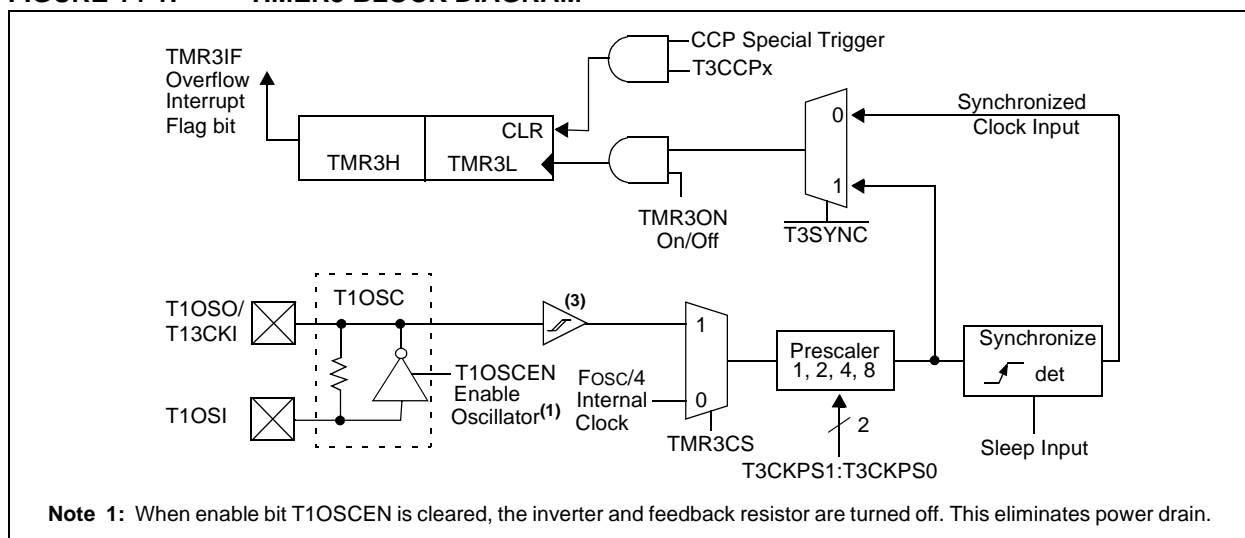 CCP Special Trigger
T3CCPx
TMR3IF
Overflow
Interrupt
Flag bit
TMR3H
TMR3L
CLR
TMR3ON
On/Off
0
1
T3SYNC
Synchronized
Clock Input
T1OSO/
T13CKI
T1OSI
T1OSC
T1OSCEN
Enable
Oscillator(1)
(3)
FOSC/4
Internal
Clock
1
0
TMR3CS
Prescaler
1, 2, 4, 8
2
T3CKPS1:T3CKPS0
Synchronize
det
Sleep Input
Note 1: When enable bit T1OSCEN is cleared, the inverter and feedback resistor are turned off. This eliminates power drain.